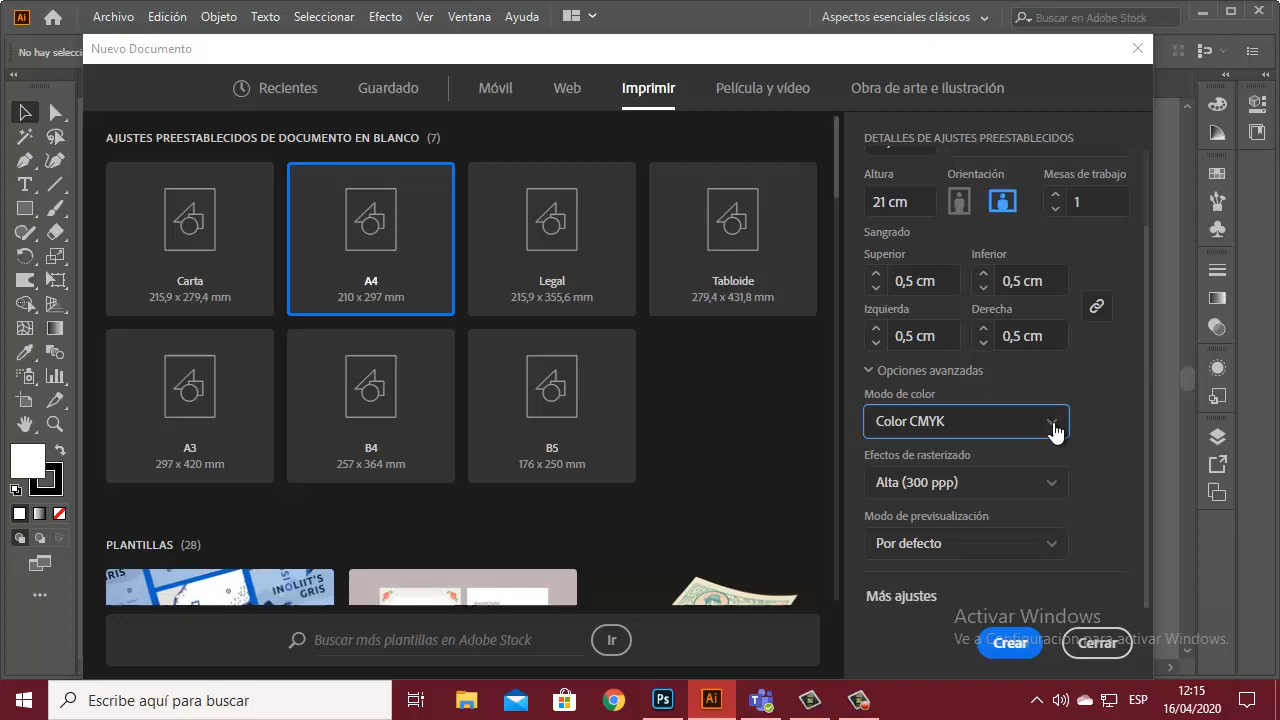 Ai
Archivo Edición Objeto Texto Seleccionar Efecto Ver Ventana Ayuda
Aspectos esenciales clásicos
Buscar en Adobe Stock
No hay selecci
Nuevo Documento
Recientes Guardado Móvil Web Imprimir Película y vídeo Obra de arte e Ilustración
AJUSTES PREESTABLECIDOS DE DOCUMENTO EN BLANCO (7)
Carta
215,9 x 279,4 mm
A4
210 x 297 mm
Legal
215,9 x 355,6 mm
Tabloide
279,4 x 431,8 mm
A3
297 x 420 mm
B4
257 x 364 mm
B5
176 x 250 mm
PLANTILLAS (28)
INOLIIT'S
GRIS
Buscar más plantillas en Adobe Stock
Ir
DETALLES DE AJUSTES PREESTABLECIDOS
Altura Orientación Mesas de trabajo
21 cm 1
Sangrado
Superior Inferior
0,5 cm 0,5 cm
Izquierda Derecha
0,5 cm 0,5 cm
Opciones avanzadas
Modo de color
Color CMYK
Efectos de rasterizado
Alta (300 ppp)
Modo de previsualización
Por defecto
Más ajustes
Activar Windows
Ve a Configuración para activar Windows.
Crear Cerrar
Escribe aquí para buscar
Ps
Ai
ESP
12:15
16/04/2020